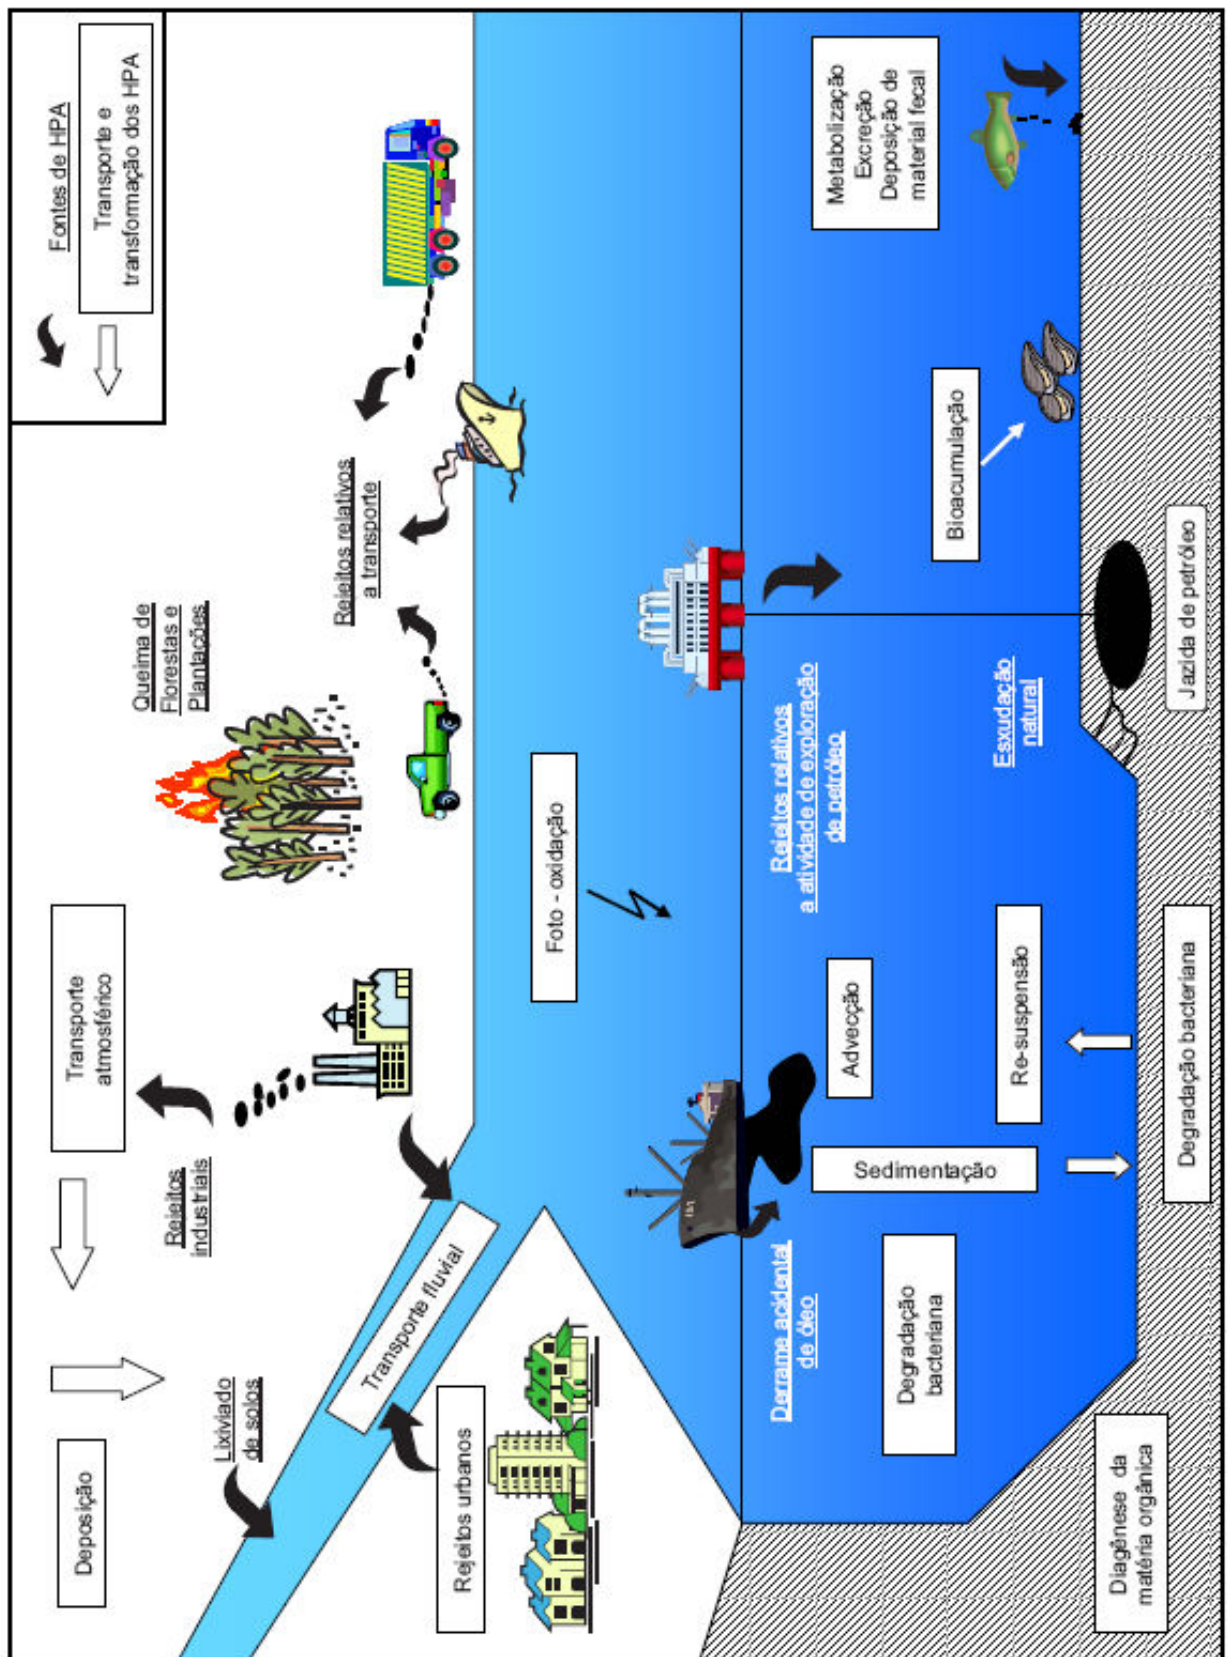 Deposição
Transporte
atmosférico
Fontes de HPA
Transporte e
transformação dos HPA
Lixiviado
de solos
Rejeitos
industriais
Queima de
Florestas e
Plantações
Rejeitos relativos
a transporte
Transporte fluvial
Rejeitos urbanos
Foto - oxidação
Derrame acidental
de óleo
Advecção
Rejeitos relativos
a atividade de exploração
de petróleo
Metabolização
Excreção
Deposição de
material fecal
Sedimentação
Degradação
bacteriana
Re-suspensão
Esxudação
natural
Bioacumulação
Diagênese da
matéria orgânica
Degradação bacteriana
Jazida de petróleo